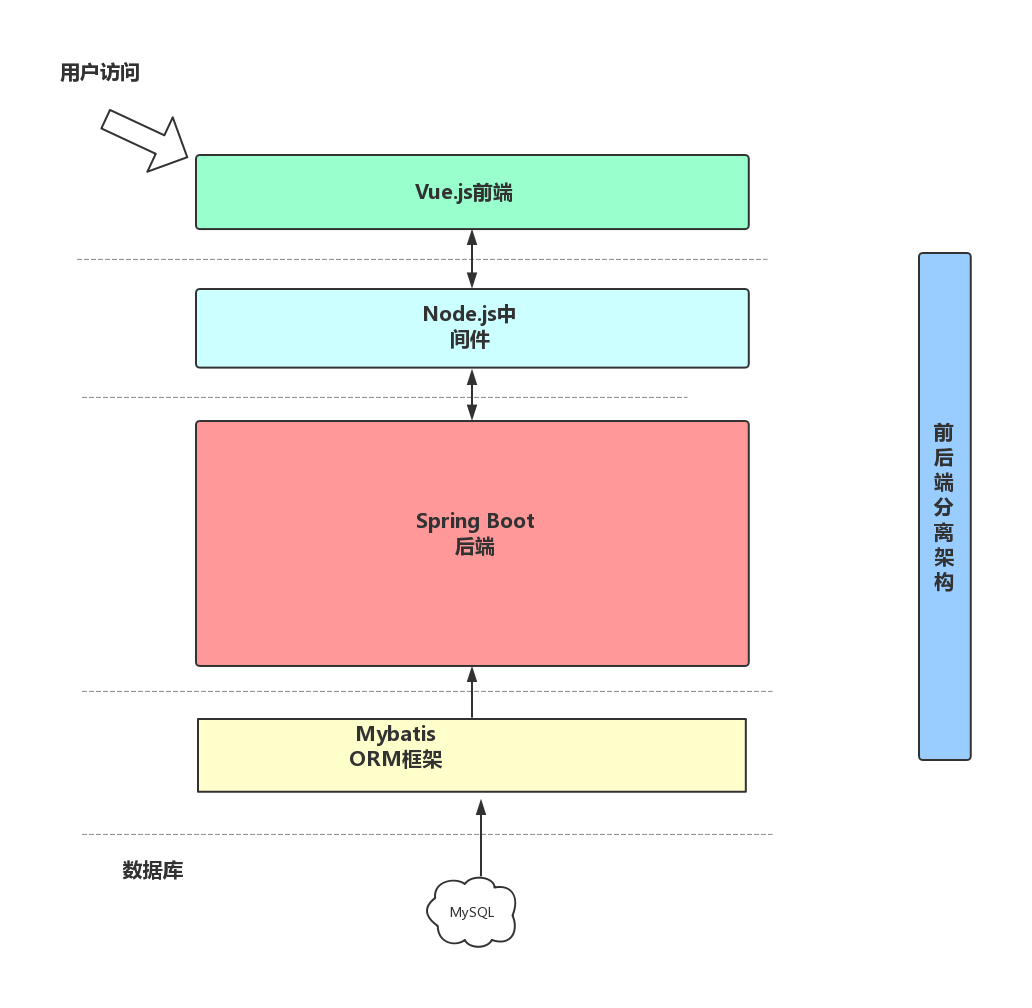 用户访问
Vue.js前端
Node.js中
间件
Spring Boot
后端
前
后
端
分
离
架
构
Mybatis
ORM框架
数据库
MySQL